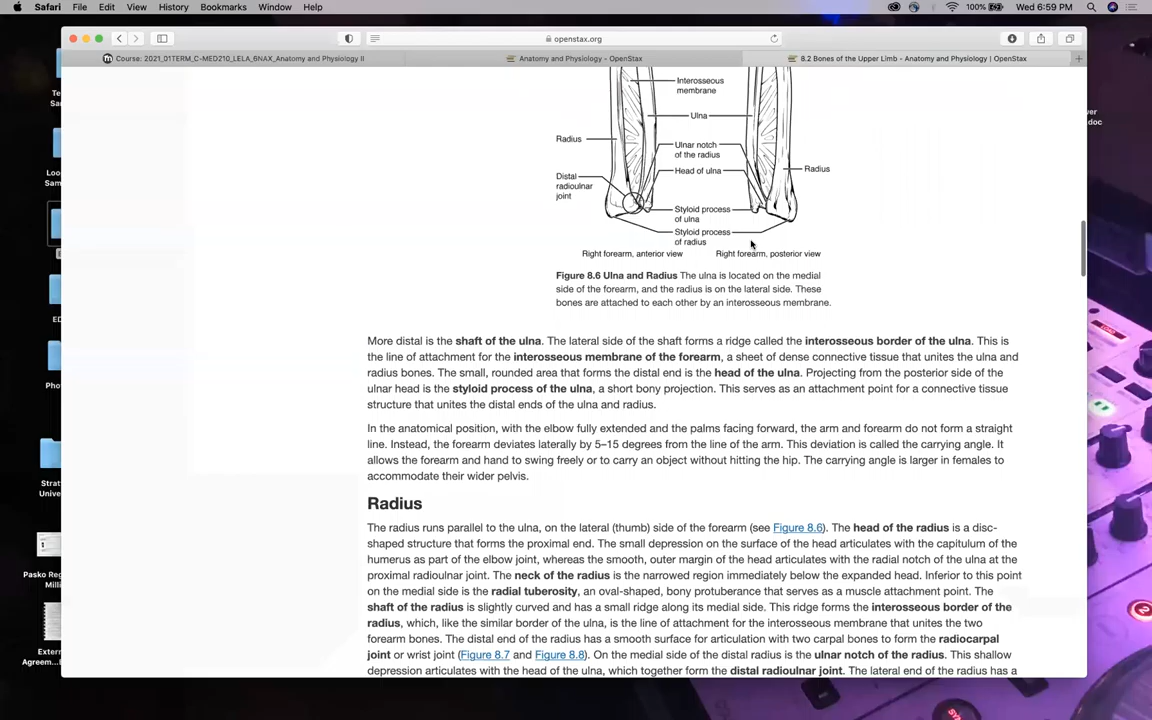 Safari File Edit View History Bookmarks Window Help 100% Wed 6:59 PM
openstax.org
Course: 2021_01TERM_C-MED210_LELA_6NAX_Anatomy and Physiology II
Anatomy and Physiology - OpenStax
8.2 Bones of the Upper Limb - Anatomy and Physiology | OpenStax
Interosseous
membrane
Ulna
Radius
Ulnar notch
of the radius
Head of ulna
Radius
Distal
radioulnar
joint
Styloid process
of ulna
Styloid process
of radius
Right forearm, anterior view Right forearm, posterior view
Figure 8.6 Ulna and Radius The ulna is located on the medial
side of the forearm, and the radius is on the lateral side. These
bones are attached to each other by an interosseous membrane.
More distal is the shaft of the ulna. The lateral side of the shaft forms a ridge called the interosseous border of the ulna. This is
the line of attachment for the interosseous membrane of the forearm, a sheet of dense connective tissue that unites the ulna and
radius bones. The small, rounded area that forms the distal end is the head of the ulna. Projecting from the posterior side of the
ulnar head is the styloid process of the ulna, a short bony projection. This serves as an attachment point for a connective tissue
structure that unites the distal ends of the ulna and radius.
In the anatomical position, with the elbow fully extended and the palms facing forward, the arm and forearm do not form a straight
line. Instead, the forearm deviates laterally by 5–15 degrees from the line of the arm. This deviation is called the carrying angle. It
allows the forearm and hand to swing freely or to carry an object without hitting the hip. The carrying angle is larger in females to
accommodate their wider pelvis.
Radius
The radius runs parallel to the ulna, on the lateral (thumb) side of the forearm (see Figure 8.6). The head of the radius is a disc-
shaped structure that forms the proximal end. The small depression on the surface of the head articulates with the capitulum of the
humerus as part of the elbow joint, whereas the smooth, outer margin of the head articulates with the radial notch of the ulna at the
proximal radioulnar joint. The neck of the radius is the narrowed region immediately below the expanded head. Inferior to this point
on the medial side is the radial tuberosity, an oval-shaped, bony protuberance that serves as a muscle attachment point. The
shaft of the radius is slightly curved and has a small ridge along its medial side. This ridge forms the interosseous border of the
radius, which, like the similar border of the ulna, is the line of attachment for the interosseous membrane that unites the two
forearm bones. The distal end of the radius has a smooth surface for articulation with two carpal bones to form the radiocarpal
joint or wrist joint (Figure 8.7 and Figure 8.8). On the medial side of the distal radius is the ulnar notch of the radius. This shallow
depression articulates with the head of the ulna, which together form the distal radioulnar joint. The lateral end of the radius has a